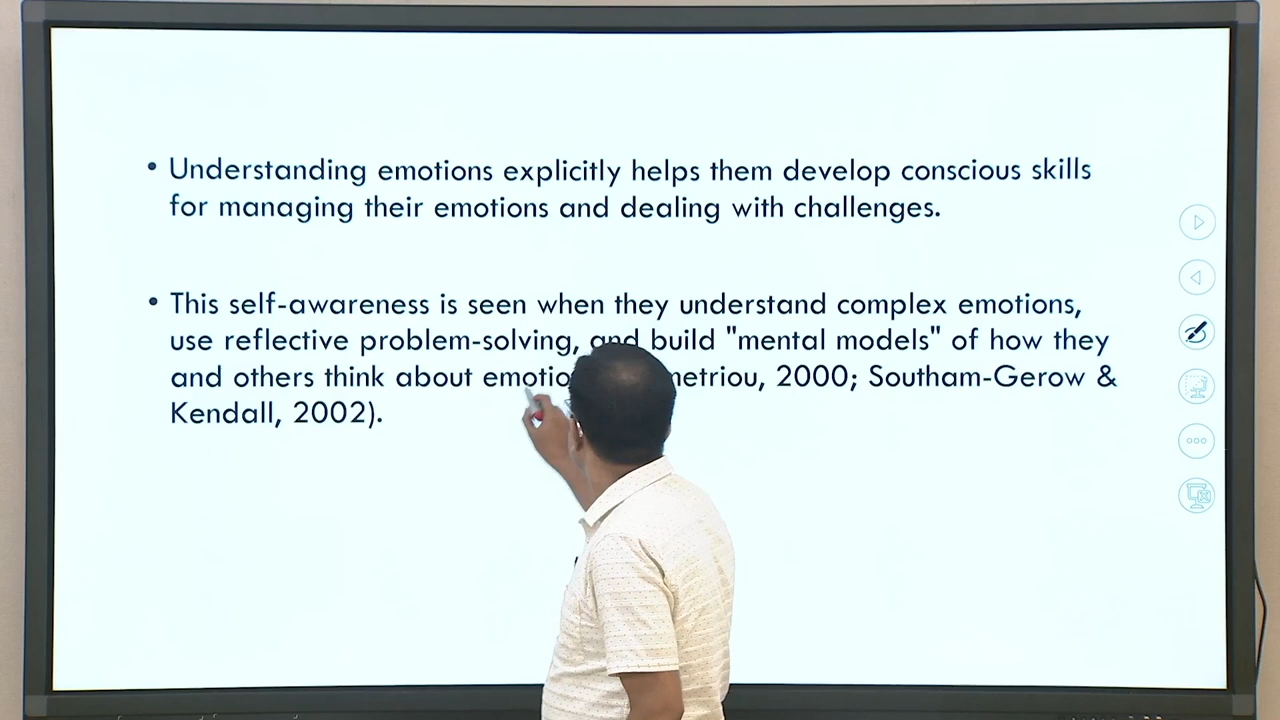 • Understanding emotions explicitly helps them develop conscious skills
for managing their emotions and dealing with challenges.
• This self-awareness is seen when they understand complex emotions,
use reflective problem-solving, and build "mental models" of how they
and others think about 2000; Southam-Gerow &
Kendall, 2002).